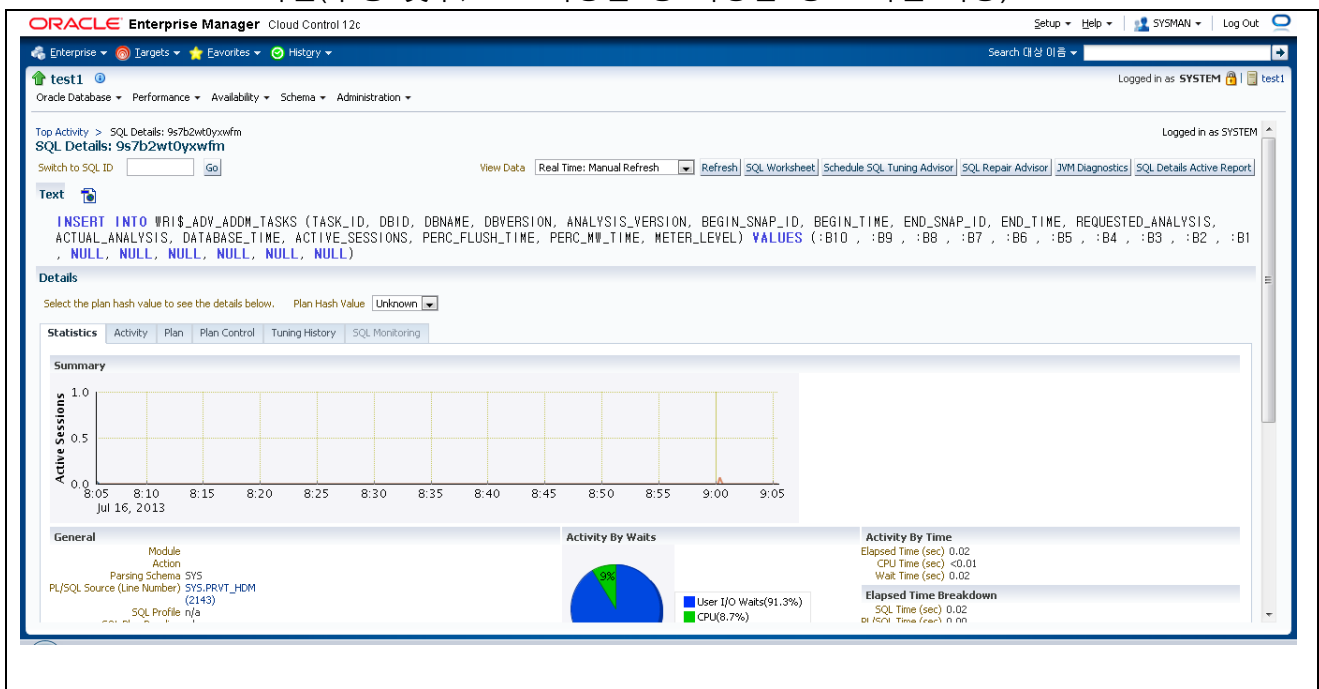 ORACLE Enterprise Manager Cloud Control 12c
Setup Help SYSMAN Log Out
Enterprise Targets Favorites History Search 대상 이름
test1 Logged in as SYSTEM test1
Oracle Database Performance Availability Schema Administration
Top Activity > SQL Details: 9s7b2wt0yxwfm Logged in as SYSTEM
SQL Details: 9s7b2wt0yxwfm
Switch to SQL ID Go View Data Real Time: Manual Refresh Refresh SQL Worksheet Schedule SQL Tuning Advisor SQL Repair Advisor JVM Diagnostics SQL Details Active Report
Text
INSERT INTO WRI$_ADV_ADDM_TASKS (TASK_ID, DBID, DBNAME, DBVERSION, ANALYSIS_VERSION, BEGIN_SNAP_ID, BEGIN_TIME, END_SNAP_ID, END_TIME, REQUESTED_ANALYSIS,
ACTUAL_ANALYSIS, DATABASE_TIME, ACTIVE_SESSIONS, PERC_FLUSH_TIME, PERC_MW_TIME, METER_LEVEL) VALUES (:B10 , :B9 , :B8 , :B7 , :B6 , :B5 , :B4 , :B3 , :B2 , :B1
, NULL, NULL, NULL, NULL, NULL, NULL)
Details
Select the plan hash value to see the details below. Plan Hash Value Unknown
Statistics Activity Plan Plan Control Tuning History SQL Monitoring
Summary
Active Sessions
1.0
0.5
0.0
8:05 8:10 8:15 8:20 8:25 8:30 8:35 8:40 8:45 8:50 8:55 9:00 9:05
Jul 16, 2013
General
Module
Action
Parsing Schema SYS
PL/SQL Source (Line Number) SYS.PRVT_HDM
(2143)
SQL Profile n/a
Activity By Waits
9%
User I/O Waits(91.3%)
CPU(8.7%)
Activity By Time
Elapsed Time (sec) 0.02
CPU Time (sec) <0.01
Wait Time (sec) 0.02
Elapsed Time Breakdown
SQL Time (sec) 0.02
PL/SQL Time (sec) 0.00